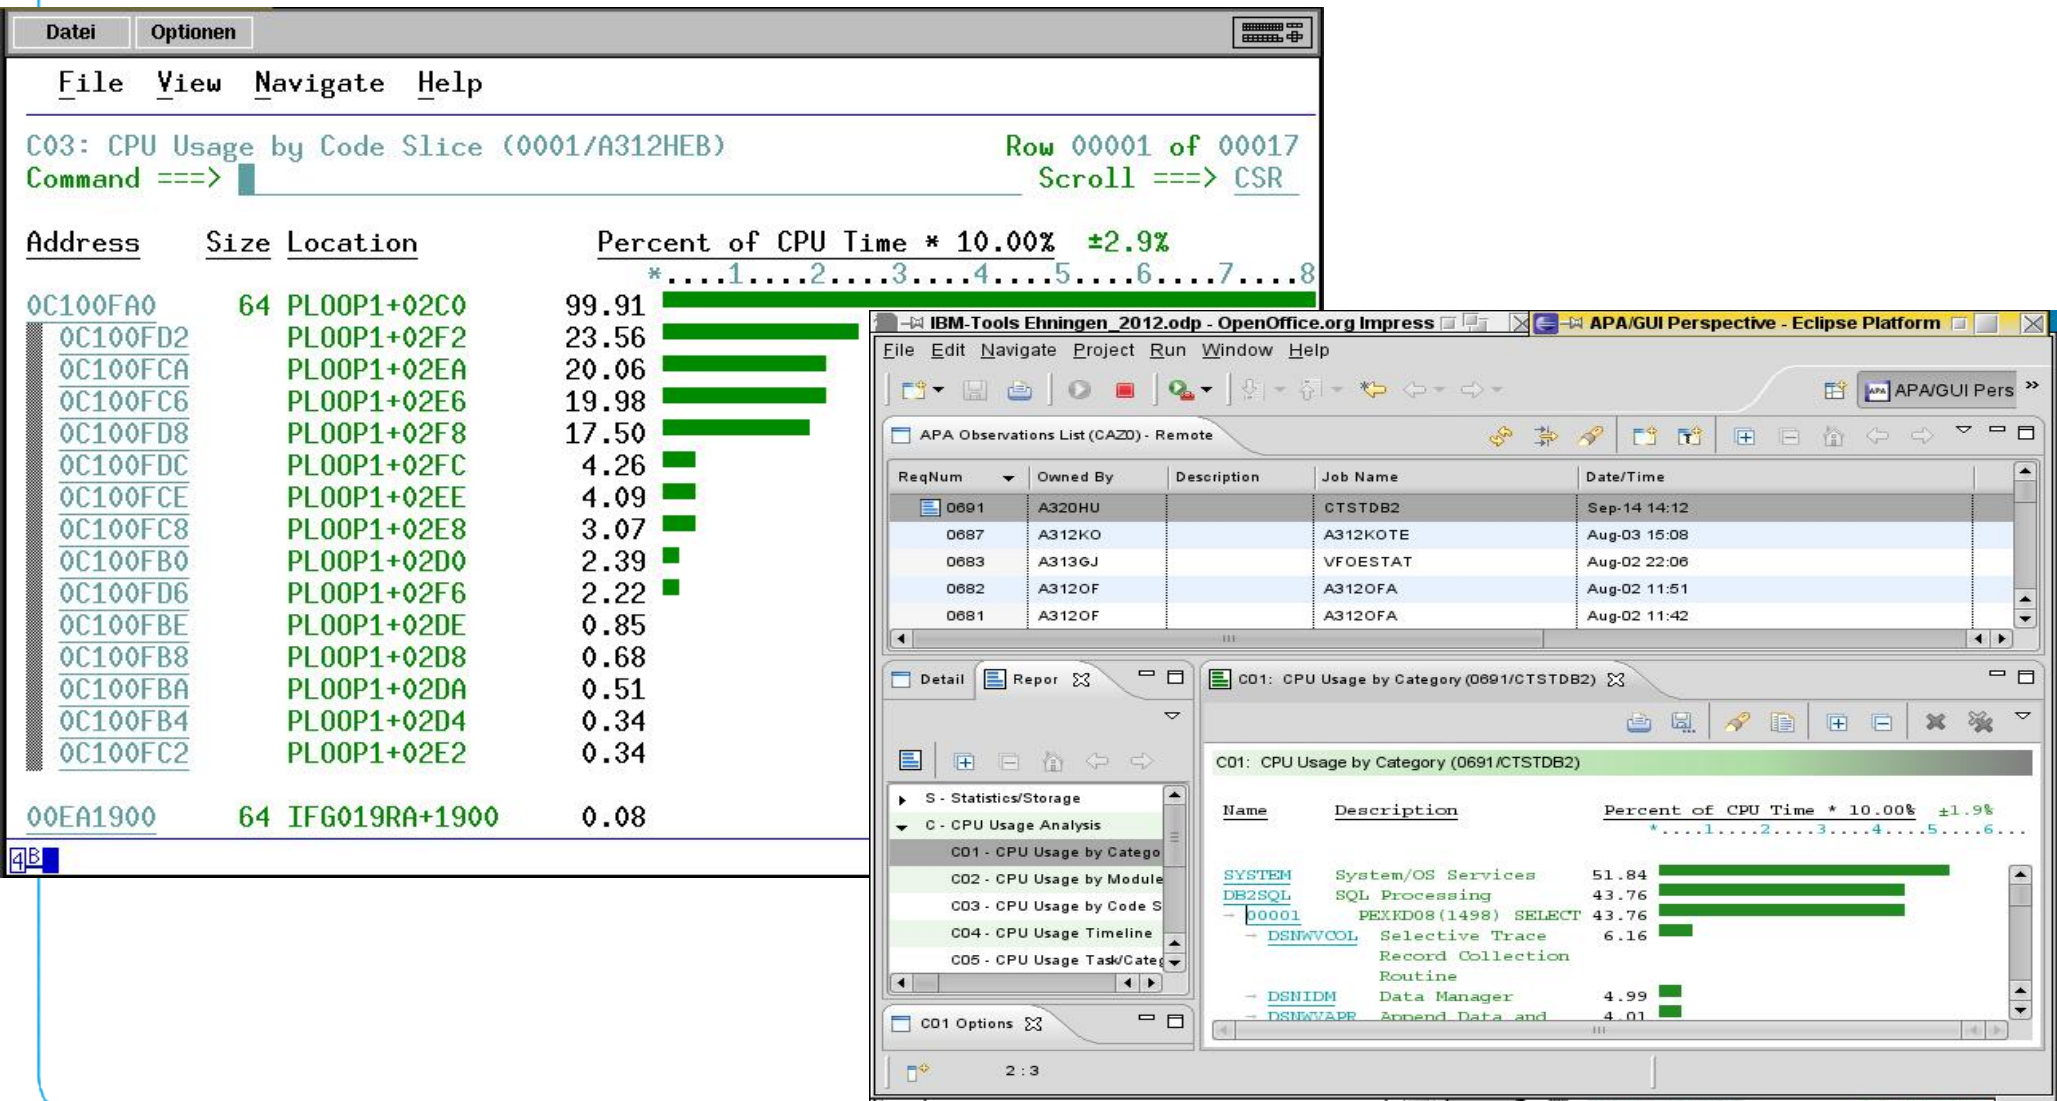 Datei Optionen
File View Navigate Help
C03: CPU Usage by Code Slice (0001/A312HEB) Row 00001 of 00017
Command ===> Scroll ===> CSR
Address Size Location Percent of CPU Time * 10.00% ±2.9%
*....1....2....3....4....5....6....7....8
0C100FA0 64 PLOOP1+02C0 99.91
0C100FD2 PLOOP1+02F2 23.56
0C100FCA PLOOP1+02EA 20.06
0C100FC6 PLOOP1+02E6 19.98
0C100FD8 PLOOP1+02F8 17.50
0C100FDC PLOOP1+02FC 4.26
0C100FCE PLOOP1+02EE 4.09
0C100FC8 PLOOP1+02E8 3.07
0C100FB0 PLOOP1+02D0 2.39
0C100FD6 PLOOP1+02F6 2.22
0C100FBE PLOOP1+02DE 0.85
0C100FB8 PLOOP1+02D8 0.68
0C100FBA PLOOP1+02DA 0.51
0C100FB4 PLOOP1+02D4 0.34
0C100FC2 PLOOP1+02E2 0.34
00EA1900 64 IFG019RA+1900 0.08
4B
IBM-Tools Ehningen_2012.odp - OpenOffice.org Impress APA/GUI Perspective - Eclipse Platform
File Edit Navigate Project Run Window Help
APA APA/GUI Pers »
APA Observations List (CAZ0) - Remote
ReqNum Owned By Description Job Name Date/Time
0691 A320HU CTSTDB2 Sep-14 14:12
0687 A312KO A312KOTE Aug-03 15:08
0683 A313GJ VFOESTAT Aug-02 22:06
0682 A312OF A312OFA Aug-02 11:51
0681 A312OF A312OFA Aug-02 11:42
Detail Repor C01: CPU Usage by Category (0691/CTSTDB2)
C01: CPU Usage by Category (0691/CTSTDB2)
S - Statistics/Storage
C - CPU Usage Analysis
C01 - CPU Usage by Catego
C02 - CPU Usage by Module
C03 - CPU Usage by Code S
C04 - CPU Usage Timeline
C05 - CPU Usage Task/Categ
Name Description Percent of CPU Time * 10.00% ±1.9%
*....1....2....3....4....5....6...
SYSTEM System/OS Services 51.84
DB2SQL SQL Processing 43.76
→ 00001 PEXKD08(1498) SELECT 43.76
→ DSNWVCOL Selective Trace 6.16
Record Collection
Routine
→ DSNIDM Data Manager 4.99
→ DSNWVAPR Append Data and 4.01
C01 Options
2 : 3